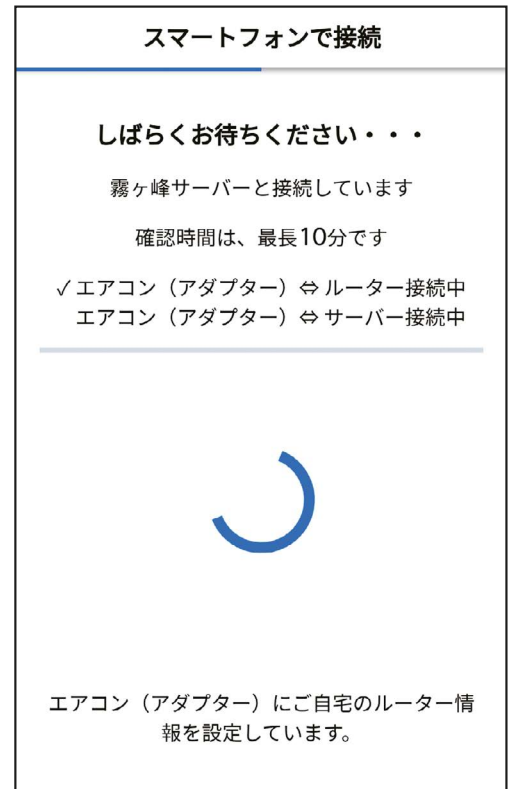 スマートフォンで接続
しばらくお待ちください・・・
霧ヶ峰サーバーと接続しています
確認時間は、最長10分です
✓エアコン（アダプター）⇔ルーター接続中
エアコン（アダプター）⇔サーバー接続中
エアコン（アダプター）にご自宅のルーター情
報を設定しています。